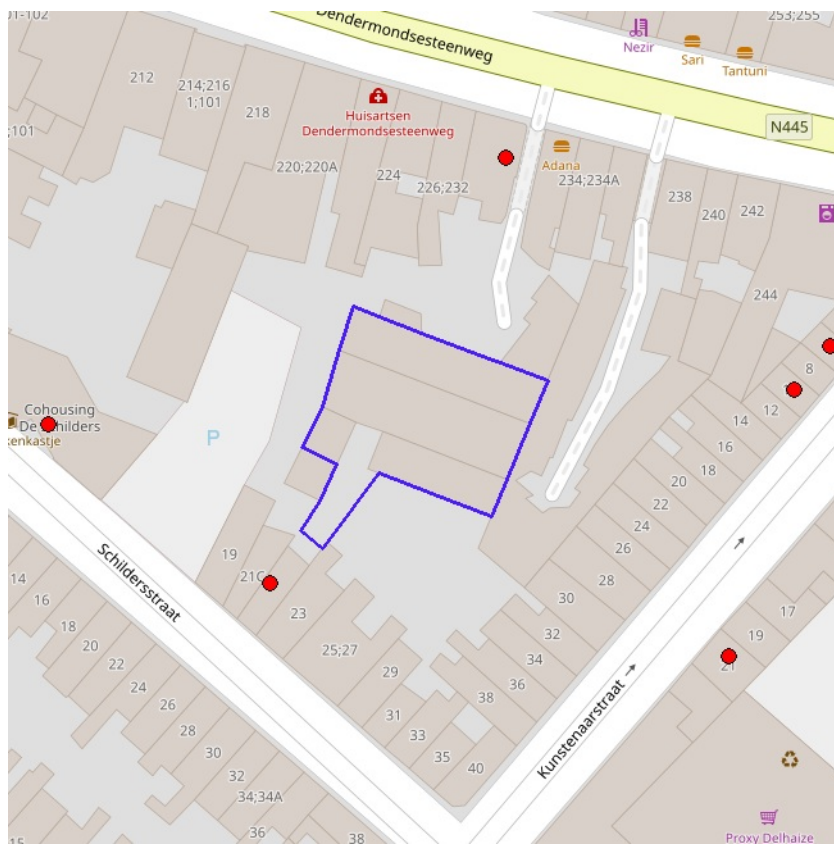 01-102
Dendermondsesteenweg
253;255
Nezir
Sari
Tantuni
212
214;216
1;101
218
;101
Huisartsen
Dendermondsesteenweg
N445
Adana
220;220A
224
226;232
234;234A
238
240
242
244
8
12
14
16
18
20
22
24
26
28
30
32
34
36
38
40
Cohousing
De Schilders
kenkastje
P
Schildersstraat
19
21C
23
25;27
29
31
33
35
14
16
18
20
22
24
26
28
30
32
34;34A
36
38
15
Kunstenaarstraat
17
19
21
Proxy Delhaize